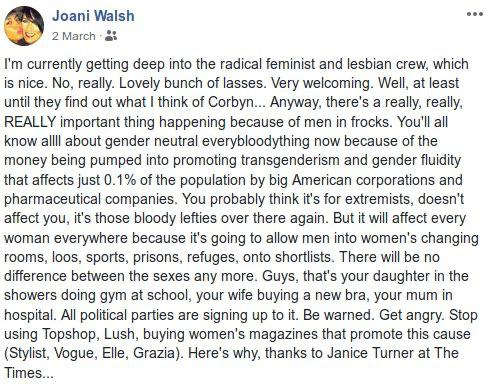 Joani Walsh
2 March ·
I'm currently getting deep into the radical feminist and lesbian crew, which
is nice. No, really. Lovely bunch of lasses. Very welcoming. Well, at least
until they find out what I think of Corbyn... Anyway, there's a really, really,
REALLY important thing happening because of men in frocks. You'll all
know allll about gender neutral everybloodything now because of the
money being pumped into promoting transgenderism and gender fluidity
that affects just 0.1% of the population by big American corporations and
pharmaceutical companies. You probably think it's for extremists, doesn't
affect you, it's those bloody lefties over there again. But it will affect every
woman everywhere because it's going to allow men into women's changing
rooms, loos, sports, prisons, refuges, onto shortlists. There will be no
difference between the sexes any more. Guys, that's your daughter in the
showers doing gym at school, your wife buying a new bra, your mum in
hospital. All political parties are signing up to it. Be warned. Get angry. Stop
using Topshop, Lush, buying women's magazines that promote this cause
(Stylist, Vogue, Elle, Grazia). Here's why, thanks to Janice Turner at The
Times...